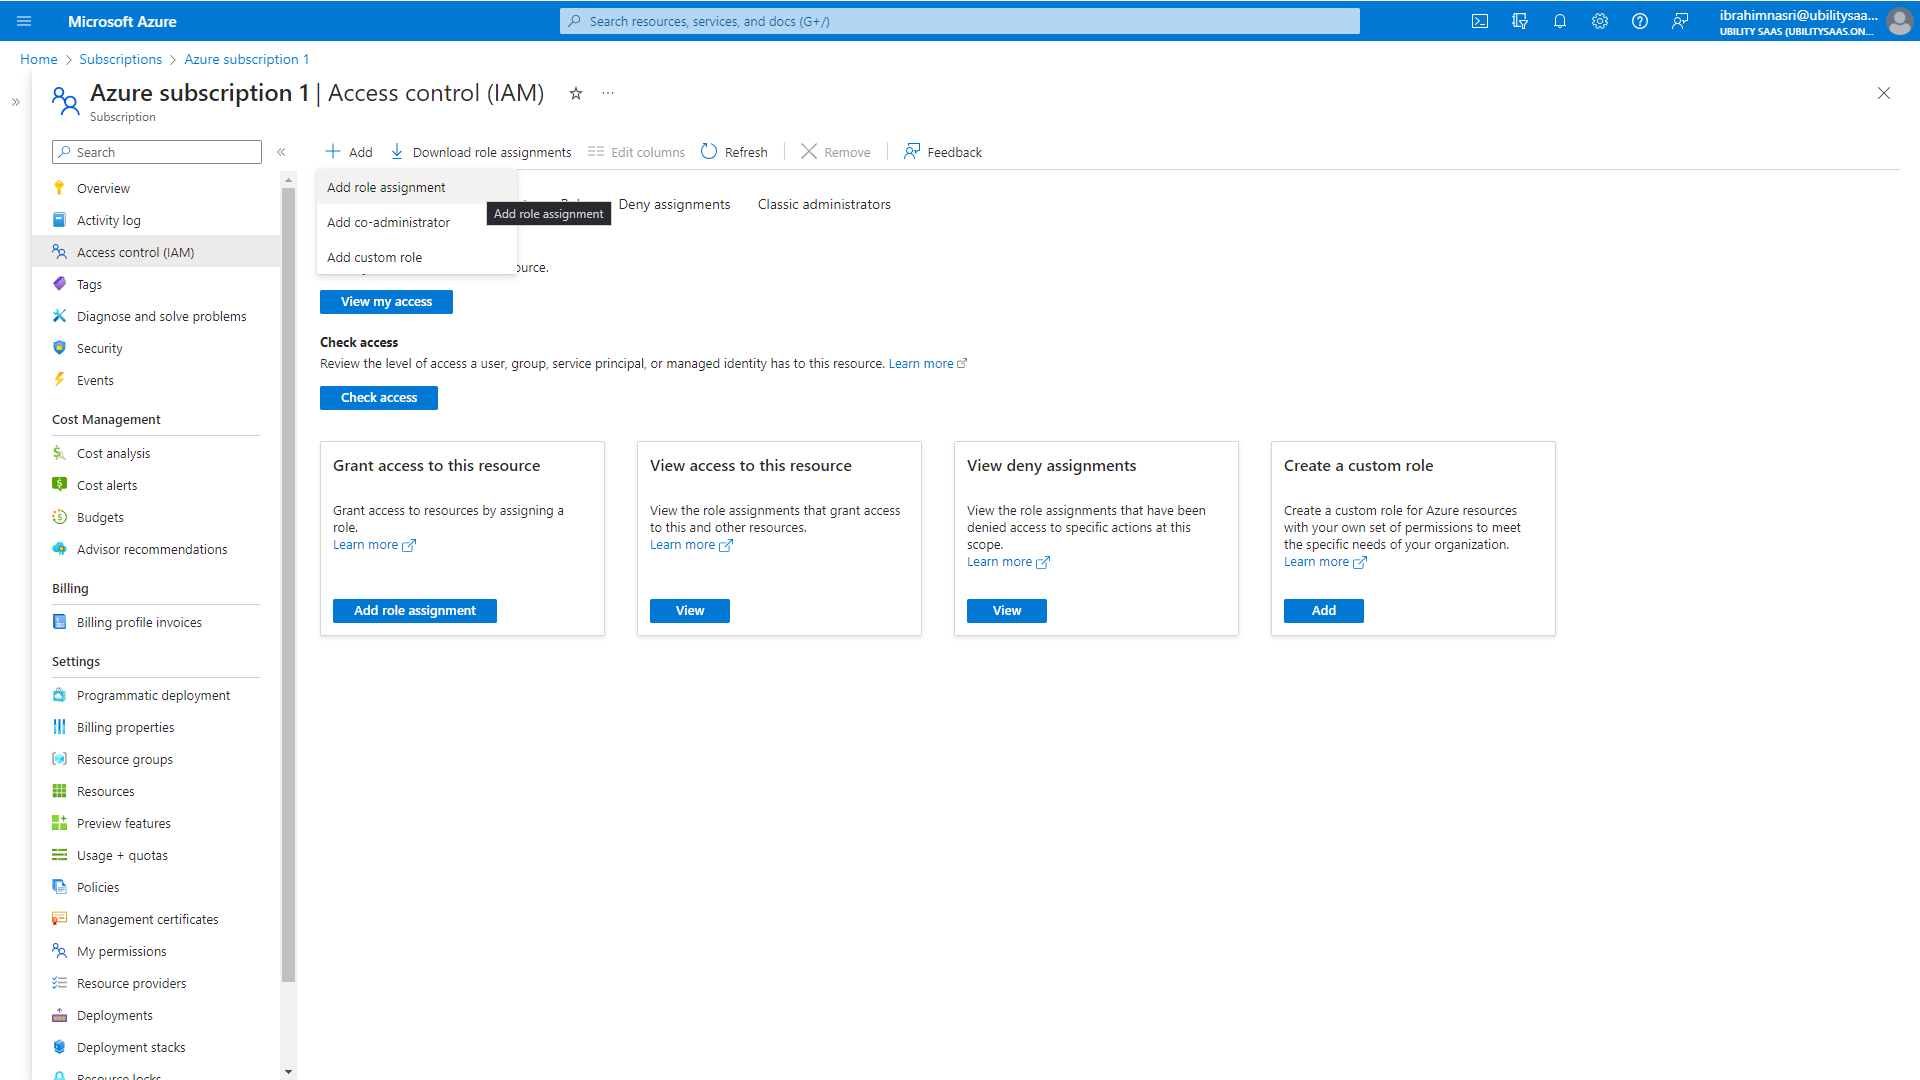 Microsoft Azure
Search resources, services, and docs (G+/)
ibrahimnasri@ubilitysaa...
UBILITY SAAS (UBILITYSAAS.ON...
Home > Subscriptions > Azure subscription 1
Azure subscription 1 | Access control (IAM)
Subscription
Search
Add
Download role assignments
Edit columns
Refresh
Remove
Feedback
Add role assignment
Add co-administrator
Add custom role
Add role assignment
Deny assignments
Classic administrators
ource.
View my access
Check access
Review the level of access a user, group, service principal, or managed identity has to this resource. Learn more
Check access
Grant access to this resource
Grant access to resources by assigning a
role.
Learn more
Add role assignment
View access to this resource
View the role assignments that grant access
to this and other resources.
Learn more
View
View deny assignments
View the role assignments that have been
denied access to specific actions at this
scope.
Learn more
View
Create a custom role
Create a custom role for Azure resources
with your own set of permissions to meet
the specific needs of your organization.
Learn more
Add
Overview
Activity log
Access control (IAM)
Tags
Diagnose and solve problems
Security
Events
Cost Management
Cost analysis
Cost alerts
Budgets
Advisor recommendations
Billing
Billing profile invoices
Settings
Programmatic deployment
Billing properties
Resource groups
Resources
Preview features
Usage + quotas
Policies
Management certificates
My permissions
Resource providers
Deployments
Deployment stacks
Resource locks